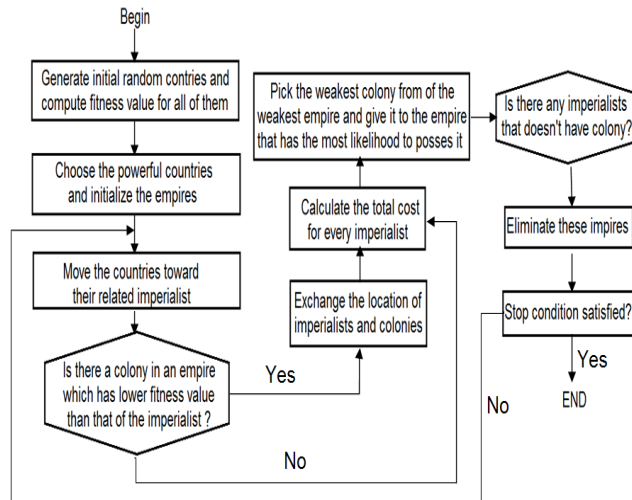 Begin
Generate initial random contries and
compute fitness value for all of them
Choose the powerful countries
and initialize the empires
Move the countries toward
their related imperialist
Is there a colony in an empire
which has lower fitness value
than that of the imperialist ?
Yes
No
Exchange the location of
imperialists and colonies
Calculate the total cost
for every imperialist
Pick the weakest colony from of the
weakest empire and give it to the empire
that has the most likelihood to posses it
Is there any imperialists
that doesn't have colony?
Eliminate these impires
Stop condition satisfied?
Yes
No
END